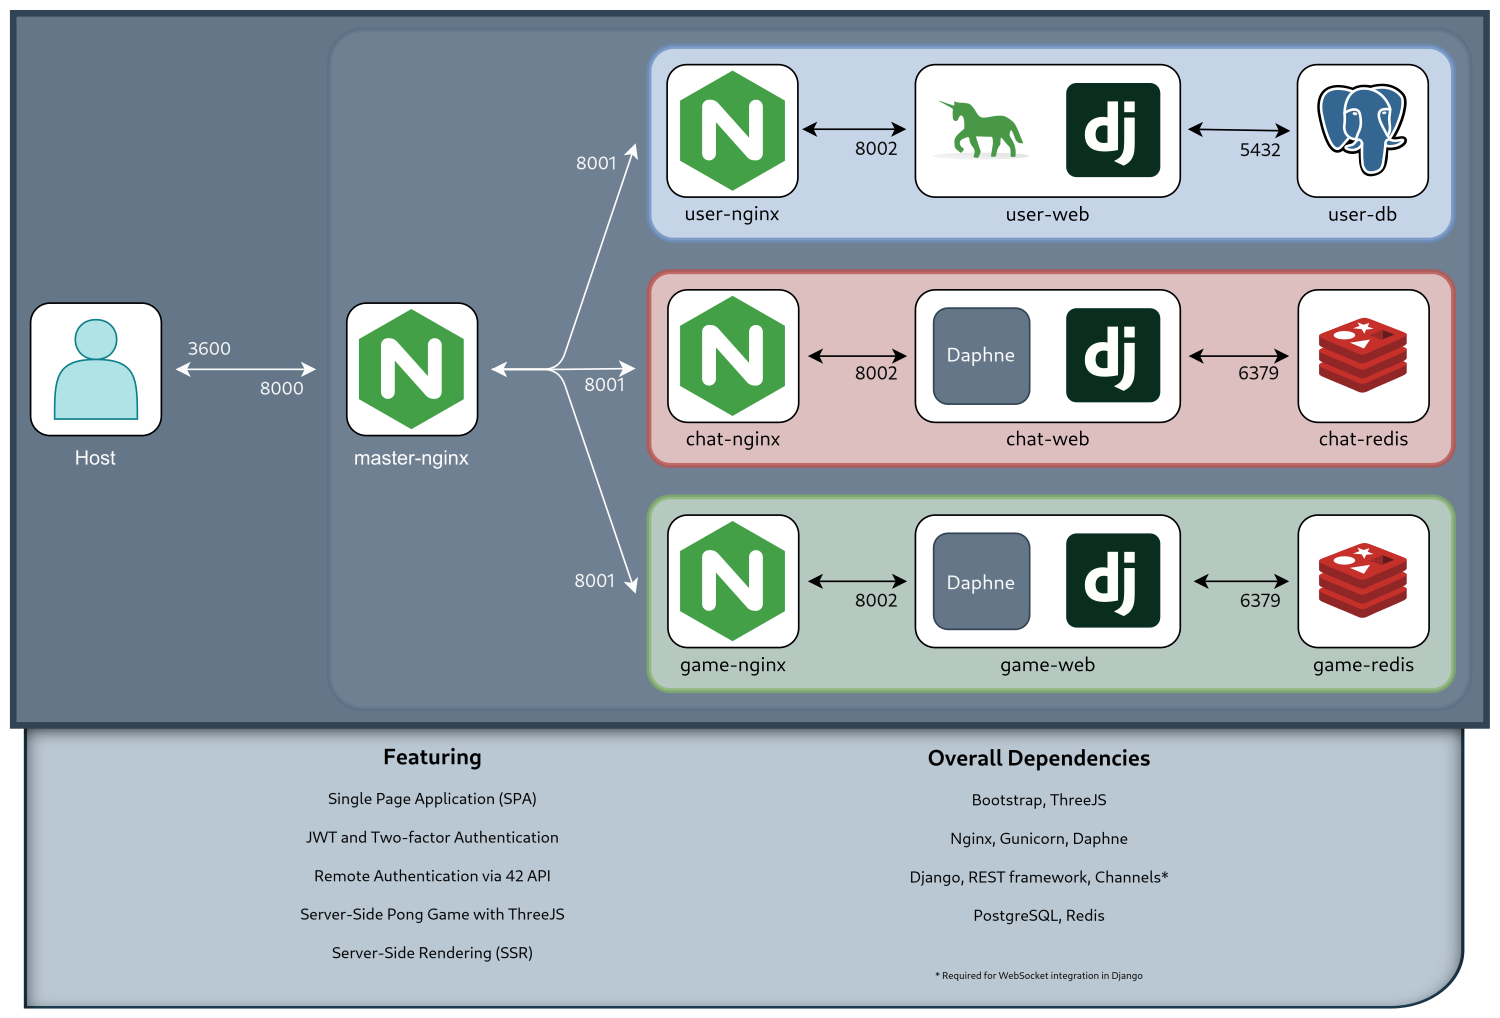 8001
8002
5432
user-nginx
user-web
user-db
3600
8000
Host
master-nginx
8001
Daphne
8002
6379
chat-nginx
chat-web
chat-redis
8001
Daphne
8002
6379
game-nginx
game-web
game-redis
Featuring
Single Page Application (SPA)
JWT and Two-factor Authentication
Remote Authentication via 42 API
Server-Side Pong Game with ThreeJS
Server-Side Rendering (SSR)
Overall Dependencies
Bootstrap, ThreeJS
Nginx, Gunicorn, Daphne
Django, REST framework, Channels*
PostgreSQL, Redis
* Required for WebSocket integration in Django